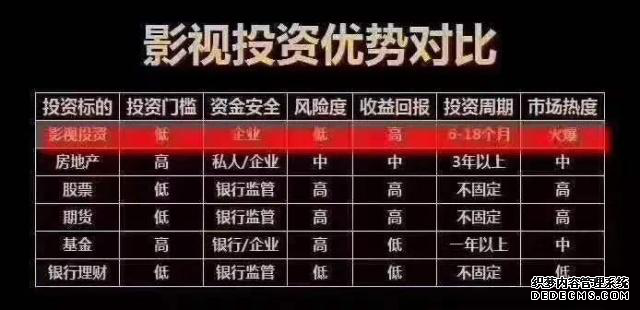 影视投资优势对比
投资标的 投资门槛 资金安全 风险度 收益回报 投资周期 市场热度
影视投资 低 企业 低 高 6-18个月 火爆
房地产 高 私人/企业 中 中 3年以上 中
股票 低 银行监管 高 高 不固定 高
期货 低 银行监管 高 高 不固定 高
基金 高 银行/企业 高 低 一年以上 中
银行理财 低 银行监管 低 低 不固定 低
织梦内容管理系统
DEDECMS.COM